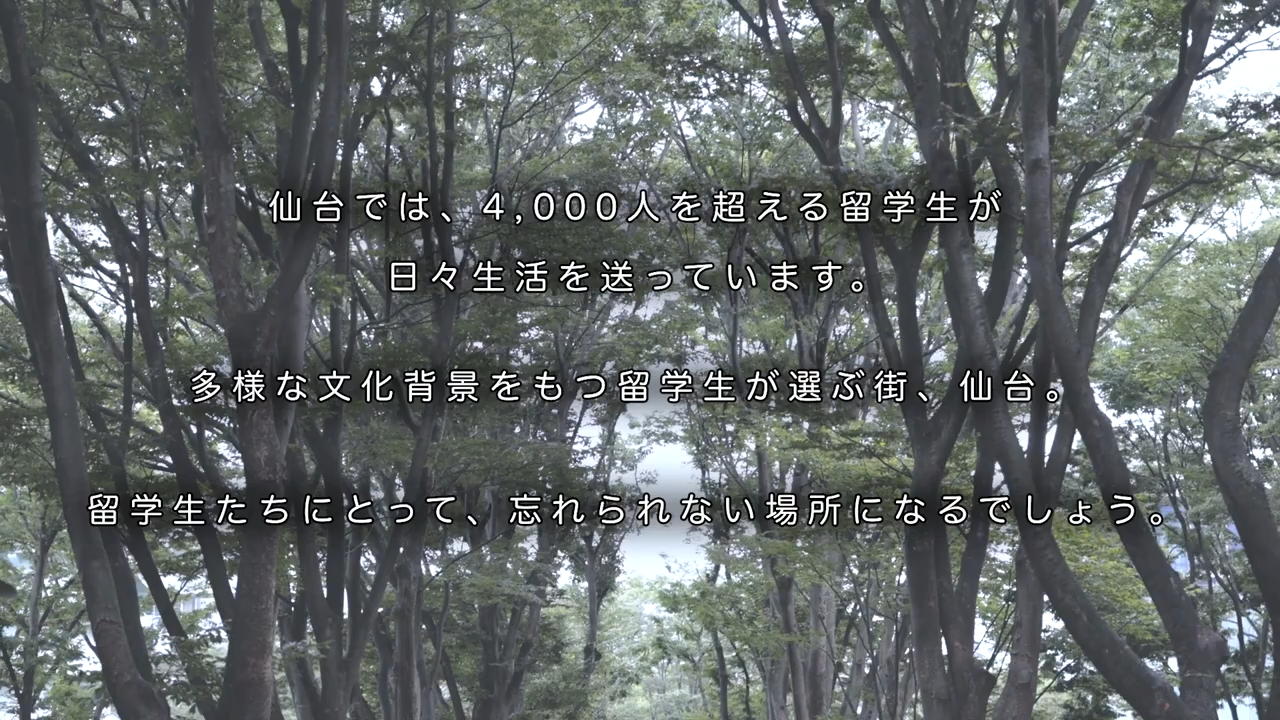 仙台では、4,000人を超える留学生が
日々生活を送っています。
多様な文化背景をもつ留学生が選ぶ街、仙台。
留学生たちにとって、忘れられない場所になるでしょう。